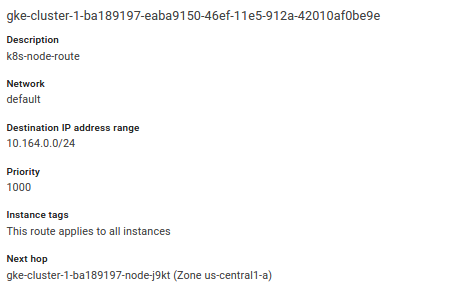 gke-cluster-1-ba189197-eaba9150-46ef-11e5-912a-42010af0be9e
Description
k8s-node-route
Network
default
Destination IP address range
10.164.0.0/24
Priority
1000
Instance tags
This route applies to all instances
Next hop
gke-cluster-1-ba189197-node-j9kt (Zone us-central1-a)